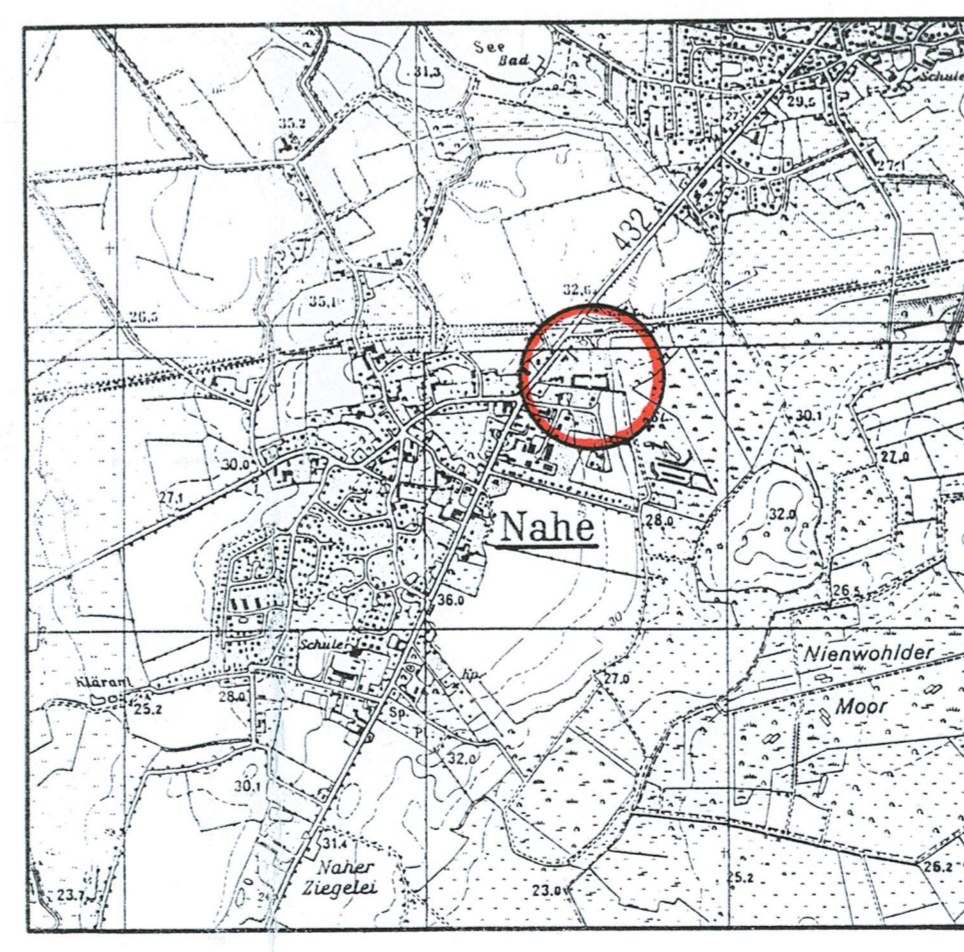 See
Bad
31,3
Schule
29,5
35.2
27
432
32,6
35,1
26,5
30.1
30.0
27,0
27,1
Nahe
28.0
32.0
36.0
26.5
30
Schule
Nienwohlder
Kläranl
Kp.
27.0
28.0
25.2
Moor
Sp.
P
32.0
30,1
31.4
Naher
Ziegelei
26.2
25.2
23.7
23.0